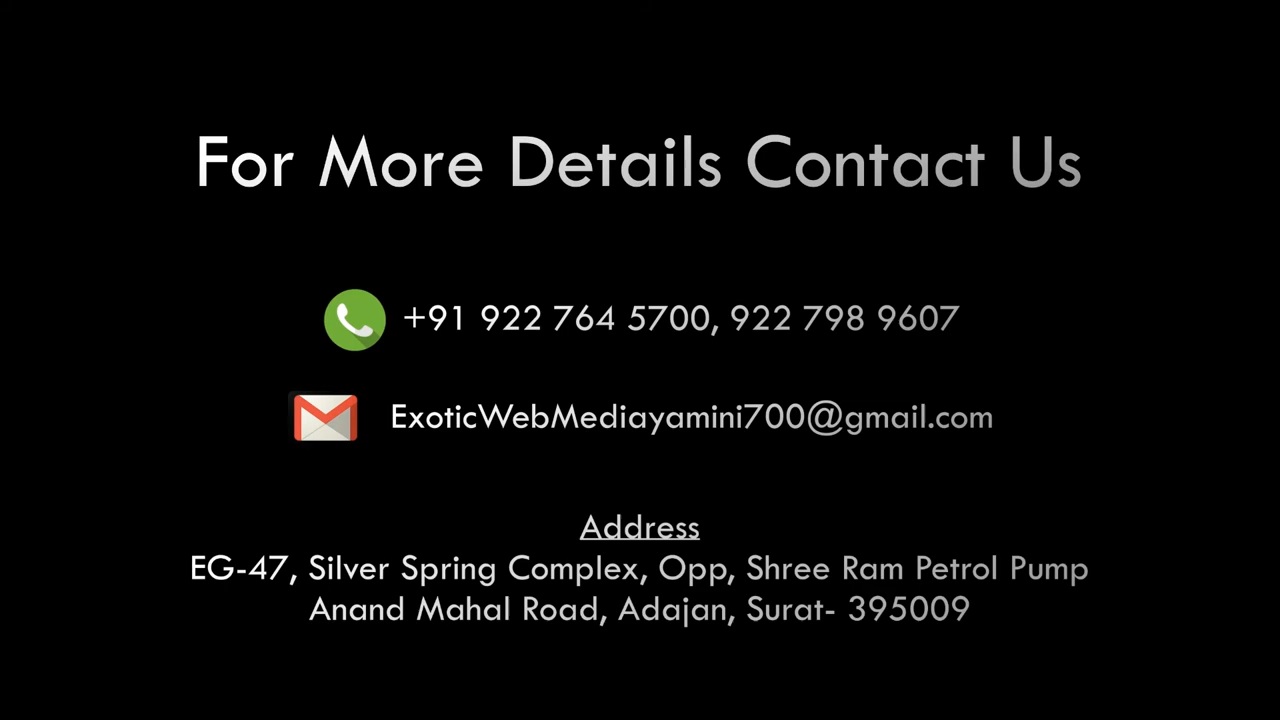 For More Details Contact Us
+91 922 764 5700, 922 798 9607
ExoticWebMediayamini700@gmail.com
Address
EG-47, Silver Spring Complex, Opp, Shree Ram Petrol Pump
Anand Mahal Road, Adajan, Surat- 395009